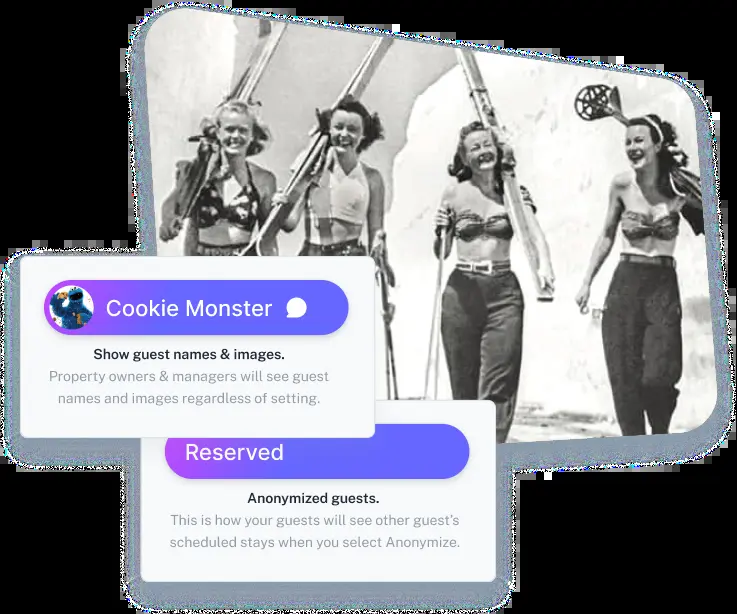 Cookie Monster
Show guest names & images.
Property owners & managers will see guest
names and images regardless of setting.
Reserved
Anonymized guests.
This is how your guests will see other guest's
scheduled stays when you select Anonymize.